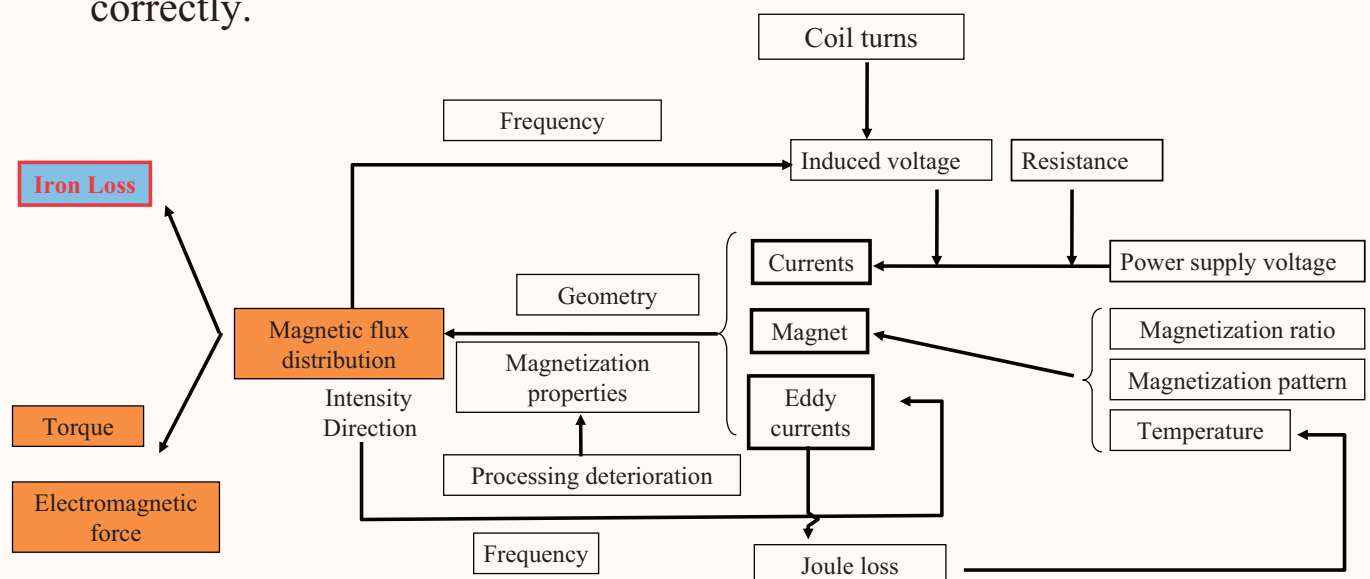 correctly.
Coil turns
Frequency
Induced voltage
Resistance
Iron Loss
Currents
Power supply voltage
Geometry
Magnetic flux
distribution
Magnet
Magnetization ratio
Magnetization
properties
Magnetization pattern
Intensity
Direction
Eddy
currents
Torque
Temperature
Processing deterioration
Electromagnetic
force
Frequency
Joule loss